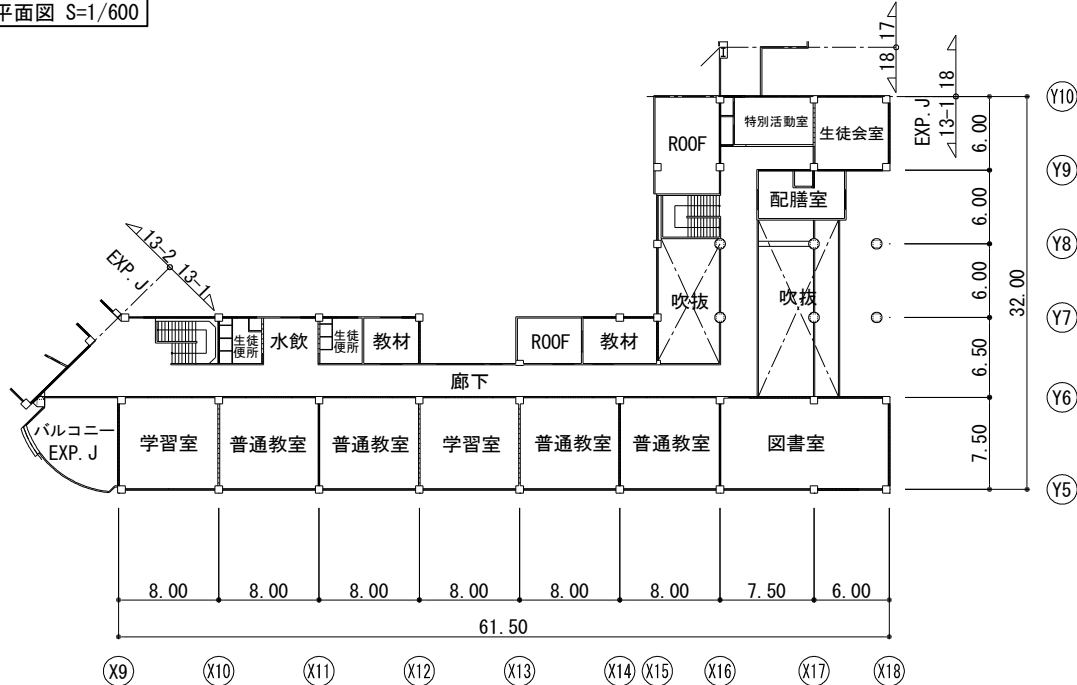 平面図 S=1/600
17
18
18
13-1
EXP.J
Y10
特別活動室
生徒会室
ROOF
6.00
Y9
配膳室
6.00
13-2
13-1
EXP.J
Y8
吹抜
吹抜
6.00
32.00
Y7
生徒
便所
水飲
生徒
便所
教材
ROOF
教材
6.50
廊下
Y6
バルコニー
EXP.J
学習室
普通教室
普通教室
学習室
普通教室
普通教室
図書室
7.50
Y5
8.00
8.00
8.00
8.00
8.00
8.00
7.50
6.00
61.50
X9
X10
X11
X12
X13
X14
X15
X16
X17
X18